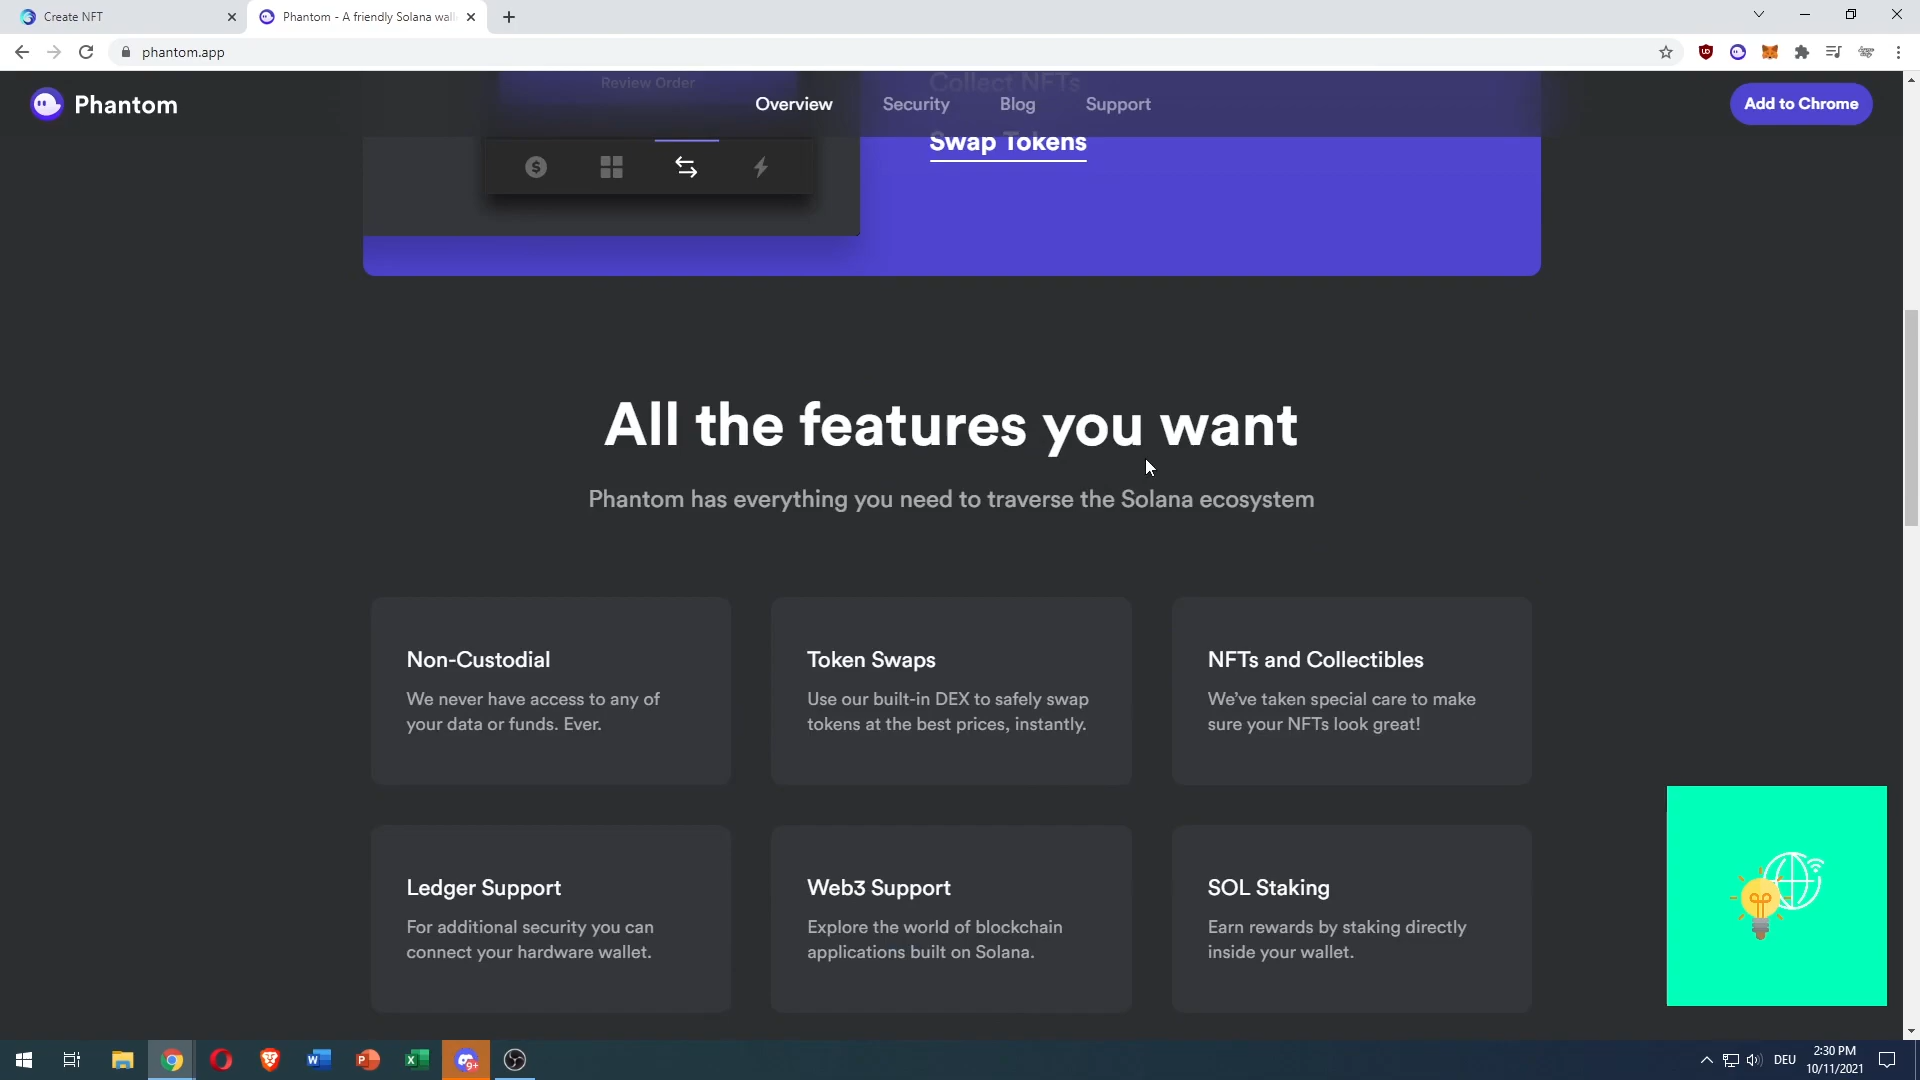 Create NFT
Phantom - A friendly Solana wall
phantom.app
Review Order
Collect NFTs
Phantom
Overview
Security
Blog
Support
Add to Chrome
Swap Tokens
All the features you want
Phantom has everything you need to traverse the Solana ecosystem
Non-Custodial
We never have access to any of
your data or funds. Ever.
Token Swaps
Use our built-in DEX to safely swap
tokens at the best prices, instantly.
NFTs and Collectibles
We've taken special care to make
sure your NFTs look great!
Ledger Support
For additional security you can
connect your hardware wallet.
Web3 Support
Explore the world of blockchain
applications built on Solana.
SOL Staking
Earn rewards by staking directly
inside your wallet.
9+
DEU
2:30 PM
10/11/2021